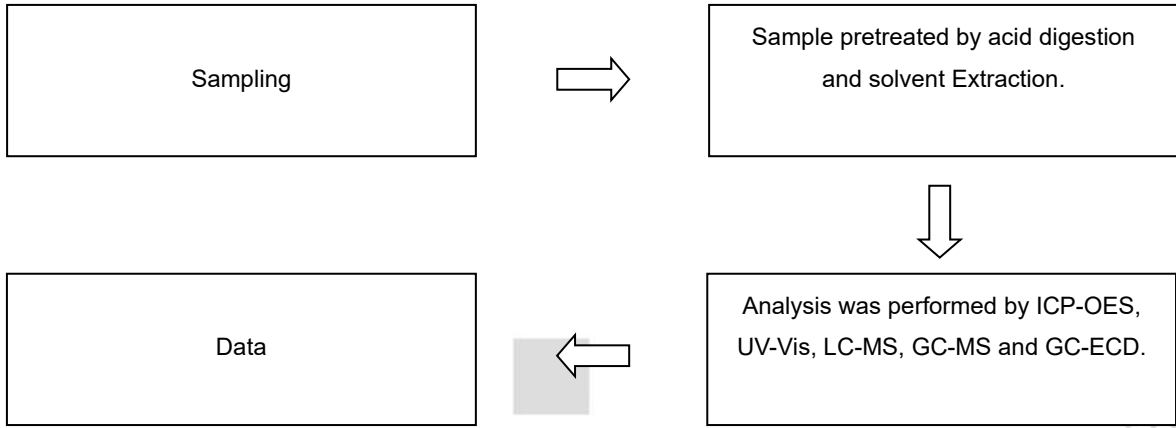 Sampling
Sample pretreated by acid digestion
and solvent Extraction.
Analysis was performed by ICP-OES,
UV-Vis, LC-MS, GC-MS and GC-ECD.
Data